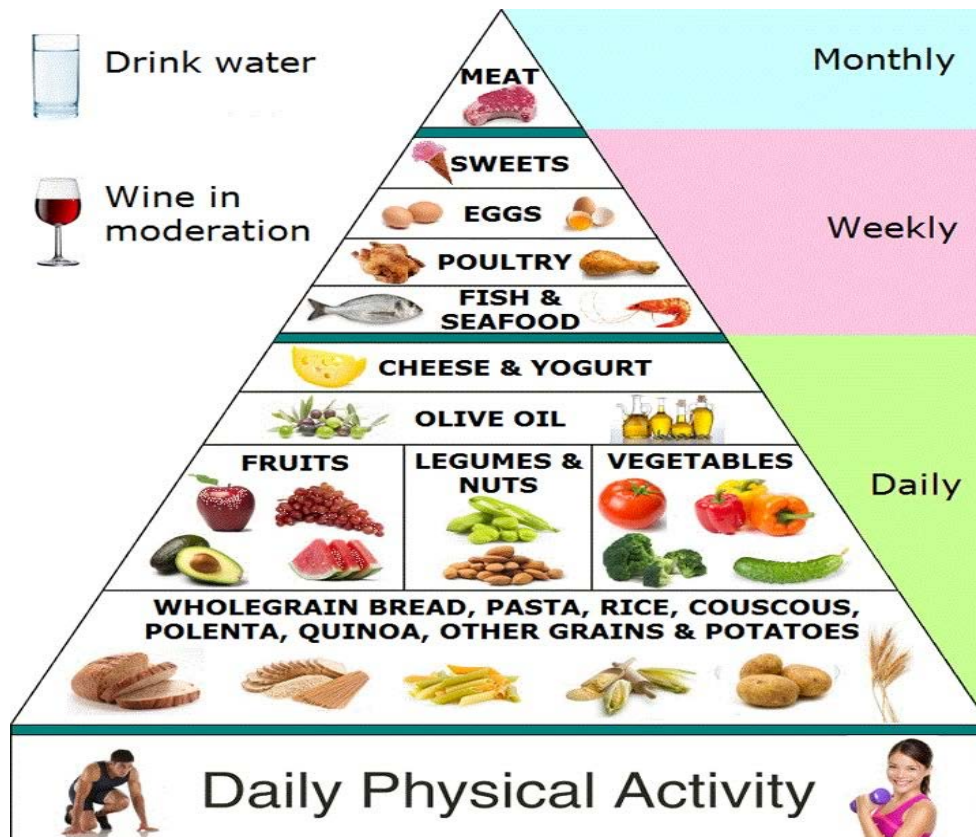 Drink water
Wine in
moderation
MEAT
Monthly
SWEETS
EGGS
POULTRY
FISH &
SEAFOOD
Weekly
CHEESE & YOGURT
OLIVE OIL
FRUITS
LEGUMES &
NUTS
VEGETABLES
Daily
WHOLEGRAIN BREAD, PASTA, RICE, COUSCOUS,
POLENTA, QUINOA, OTHER GRAINS & POTATOES
Daily Physical Activity